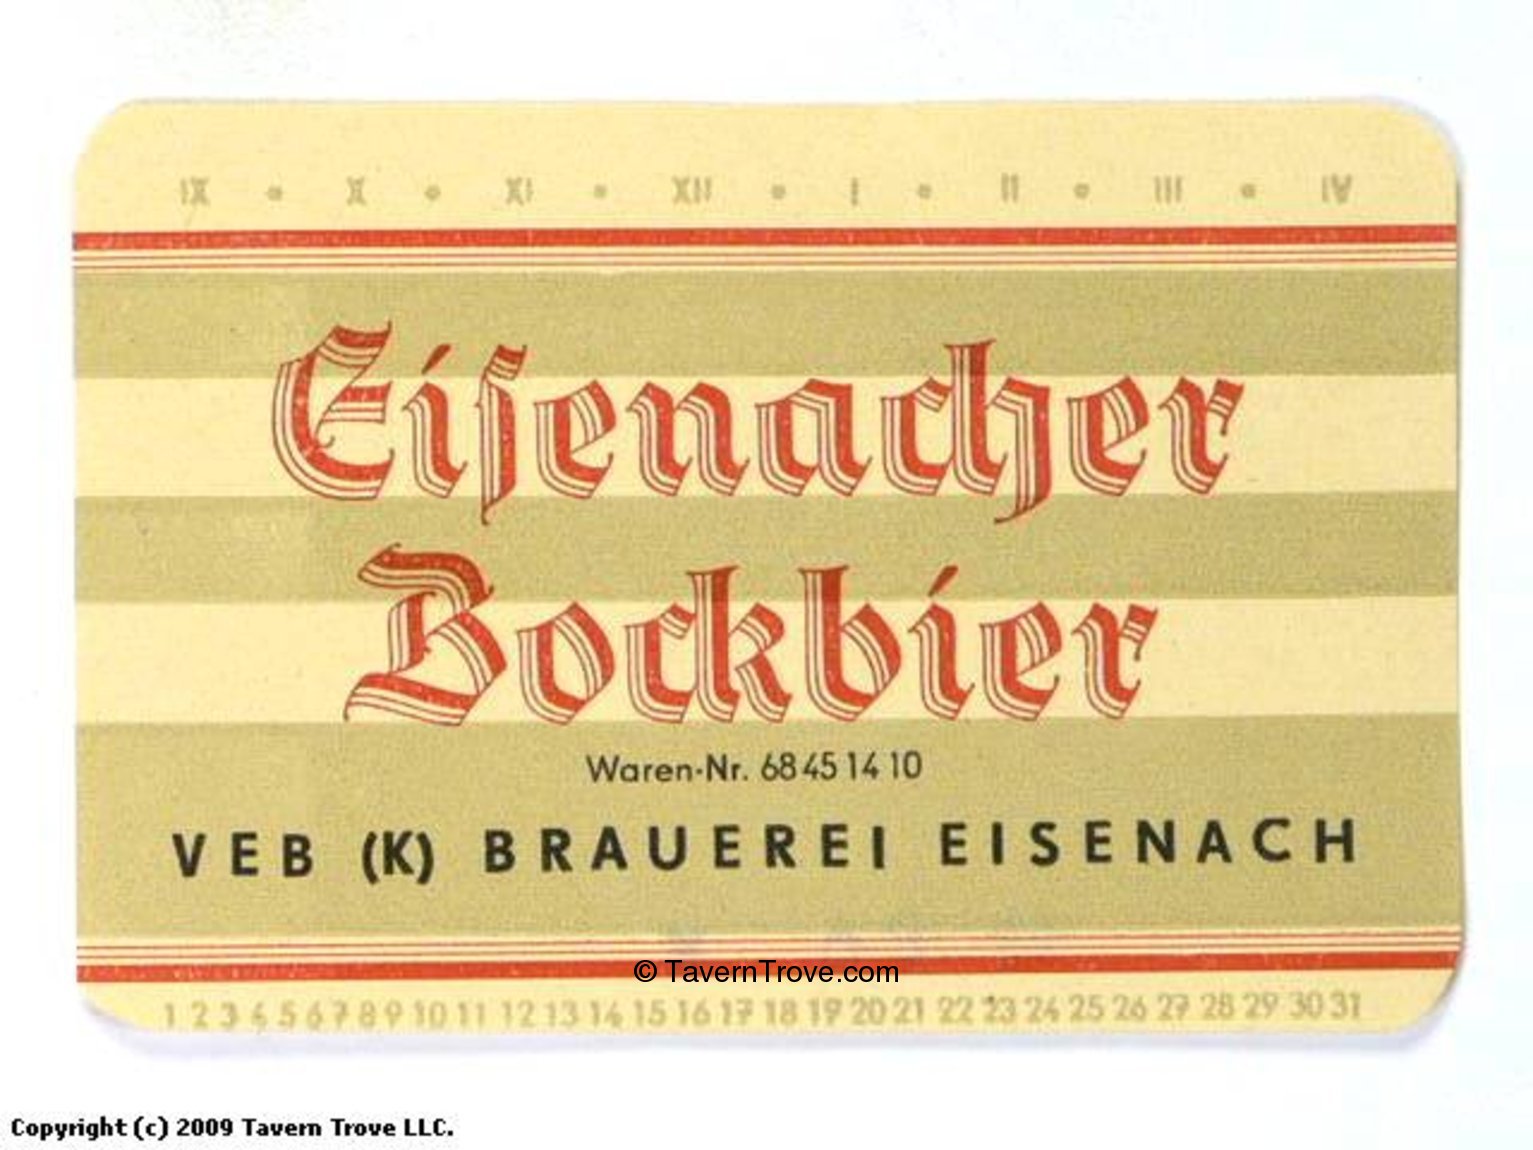 IX • X • XI • XII • I • II • III • IV
Eiſenacher
Bockbier
Waren-Nr. 68 45 14 10
VEB (K) BRAUEREI EISENACH
© TavernTrove.com
1 2 3 4 5 6 7 8 9 10 11 12 13 14 15 16 17 18 19 20 21 22 23 24 25 26 27 28 29 30 31
Copyright (c) 2009 Tavern Trove LLC.